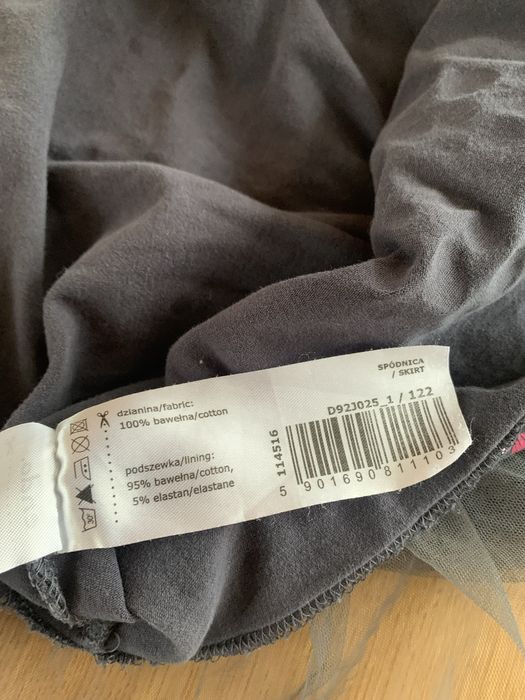 dzianina/fabric:
100% bawełna/cotton
podszewka/lining:
95% bawełna/cotton,
5% elastan/elastane
30°
SPÓDNICA
/ SKIRT
D92J025_1 / 122
114516
5 901690 811103